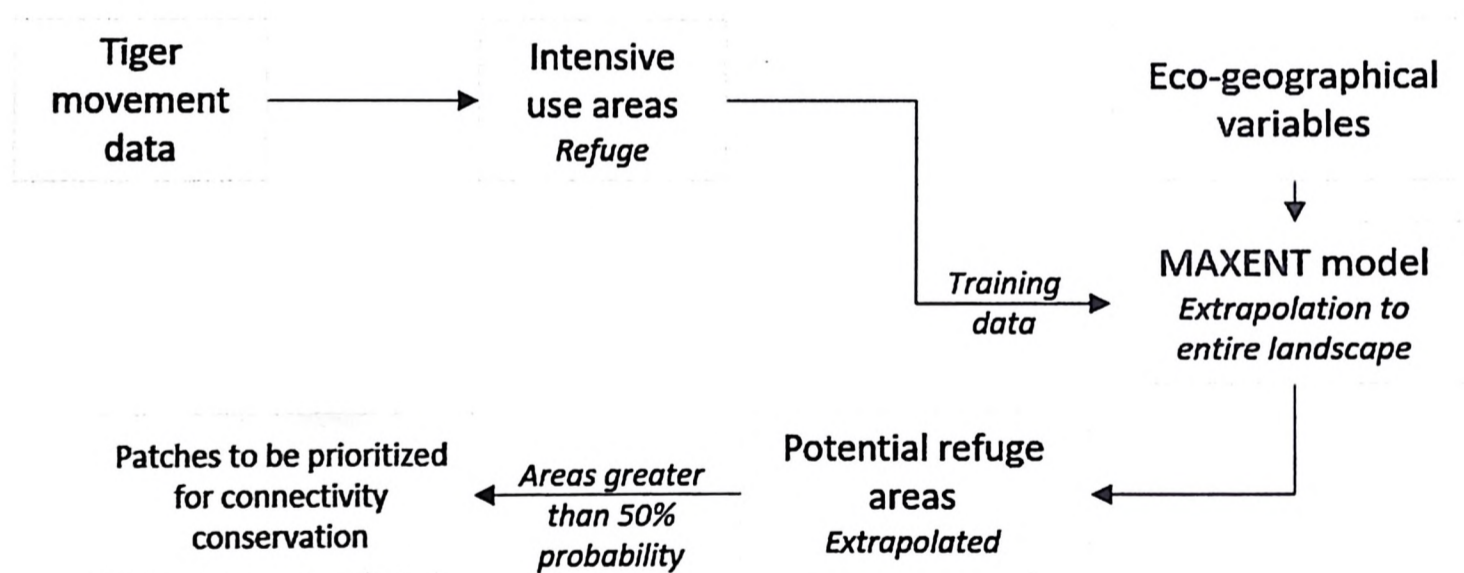 Tiger
movement
data
Intensive
use areas
Refuge
Eco-geographical
variables
Training
data
MAXENT model
Extrapolation to
entire landscape
Potential refuge
areas
Extrapolated
Areas greater
than 50%
probability
Patches to be prioritized
for connectivity
conservation